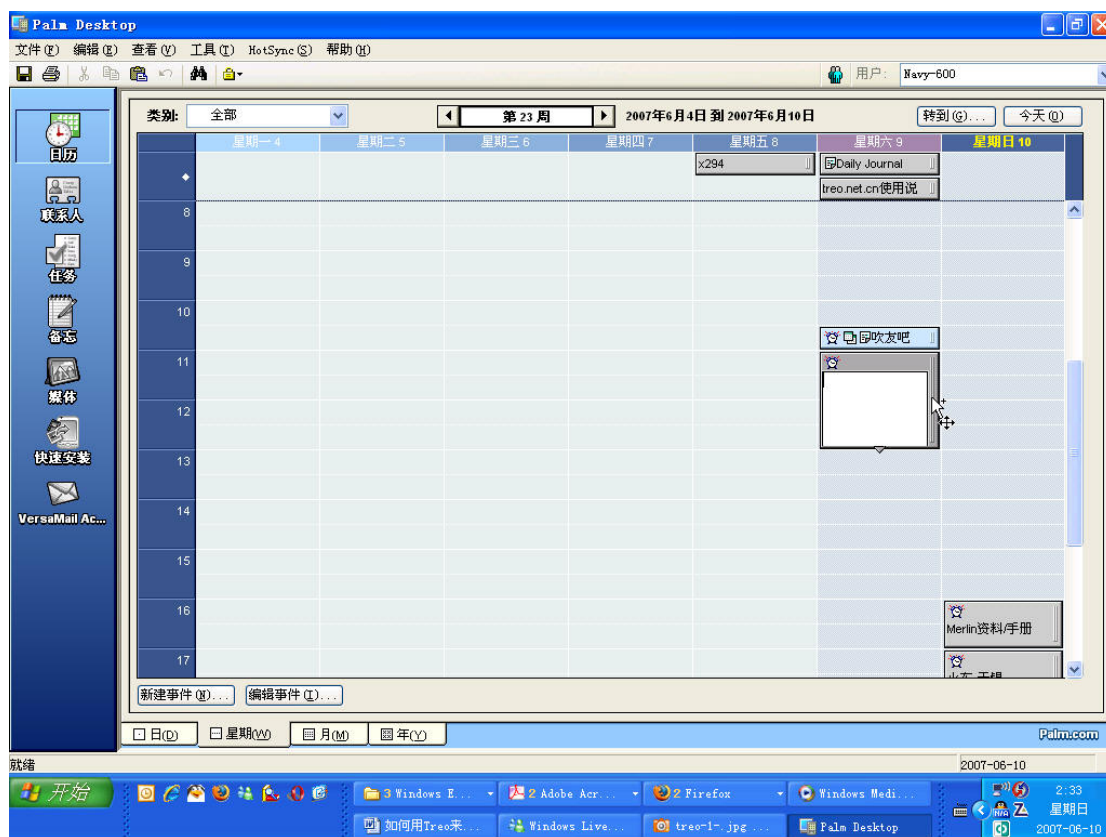 Palm Desktop
文件(F) 编辑(E) 查看(V) 工具(T) HotSync(S) 帮助(H)
用户: Navy-600
类别: 全部 第 23 周 2007年6月4日 到 2007年6月10日 转到(G)... 今天(O)
星期一 4 星期二 5 星期三 6 星期四 7 星期五 8 星期六 9 星期日 10
x294 Daily Journal
treo.net.cn使用说
日历
联系人
任务
备忘
媒体
快速安装
VersaMail Ac...
8
9
10
吹友吧
11
12
13
14
15
16
Merlin资料/手册
17
新建事件(N)... 编辑事件(I)...
日(D) 星期(W) 月(M) 年(Y) Palm.com
就绪 2007-06-10
开始 3 Windows E... 2 Adobe Acr... 2 Firefox Windows Medi... 2:33
星期日
如何用Treo来... Windows Live... treo-1-.jpg ... Palm Desktop 2007-06-10